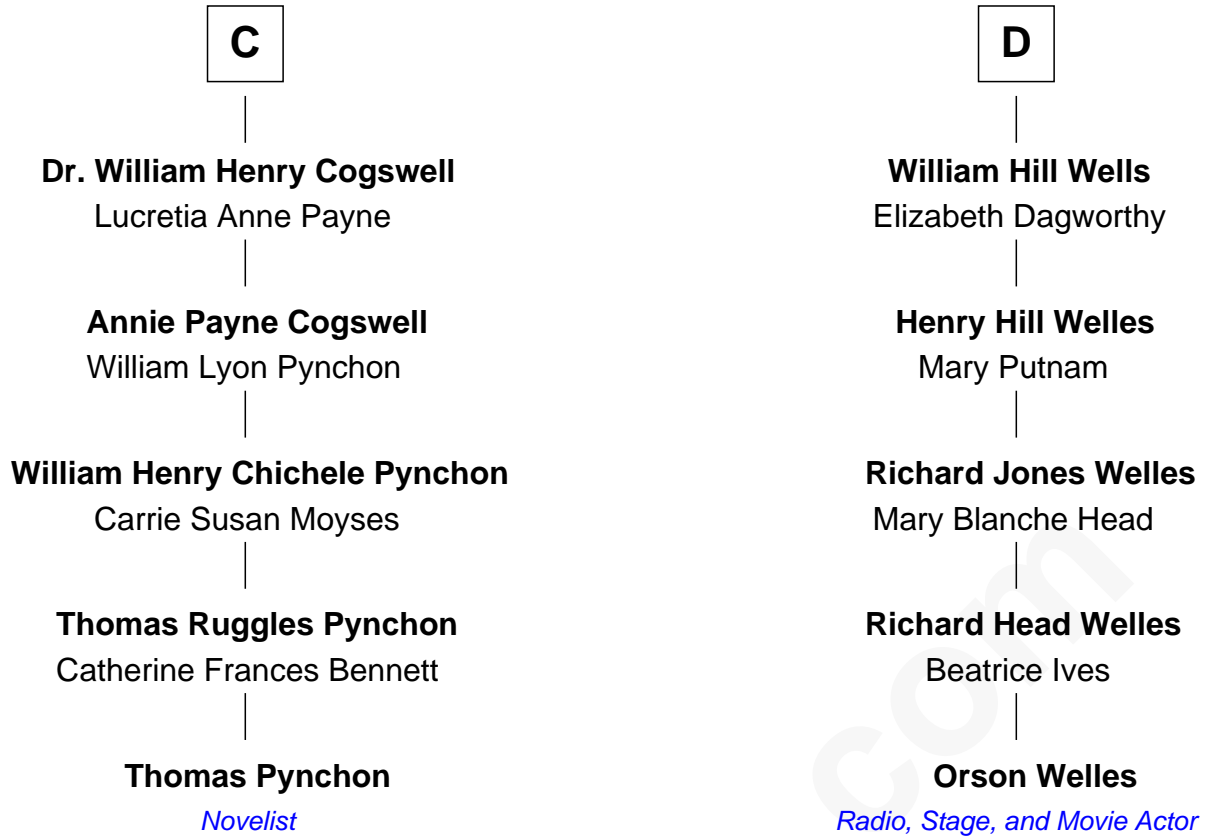 C
Dr. William Henry Cogswell
Lucretia Anne Payne
Annie Payne Cogswell
William Lyon Pynchon
William Henry Chichele Pynchon
Carrie Susan Moyses
Thomas Ruggles Pynchon
Catherine Frances Bennett
Thomas Pynchon
Novelist
D
William Hill Wells
Elizabeth Dagworthy
Henry Hill Welles
Mary Putnam
Richard Jones Welles
Mary Blanche Head
Richard Head Welles
Beatrice Ives
Orson Welles
Radio, Stage, and Movie Actor
com